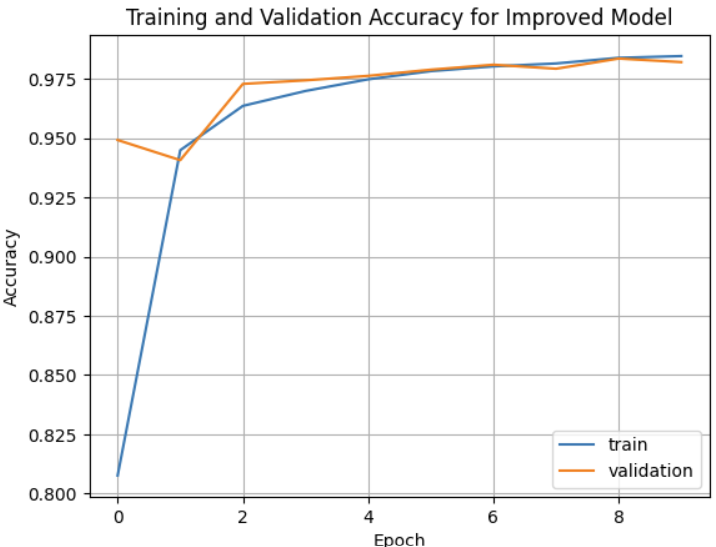 Training and Validation Accuracy for Improved Model
Accuracy
0.975
0.950
0.925
0.900
0.875
0.850
0.825
0.800
0 2 4 6 8
Epoch
train
validation